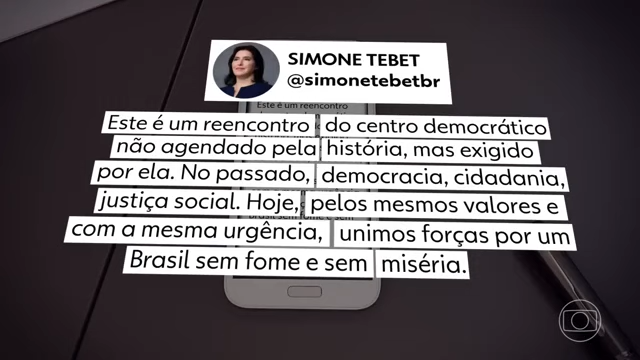 SIMONE TEBET
@simonetebetbr
Este é um reencontro do centro democrático
não agendado pela história, mas exigido
por ela. No passado, democracia, cidadania,
justiça social. Hoje, pelos mesmos valores e
com a mesma urgência, unimos forças por um
Brasil sem fome e sem miséria.